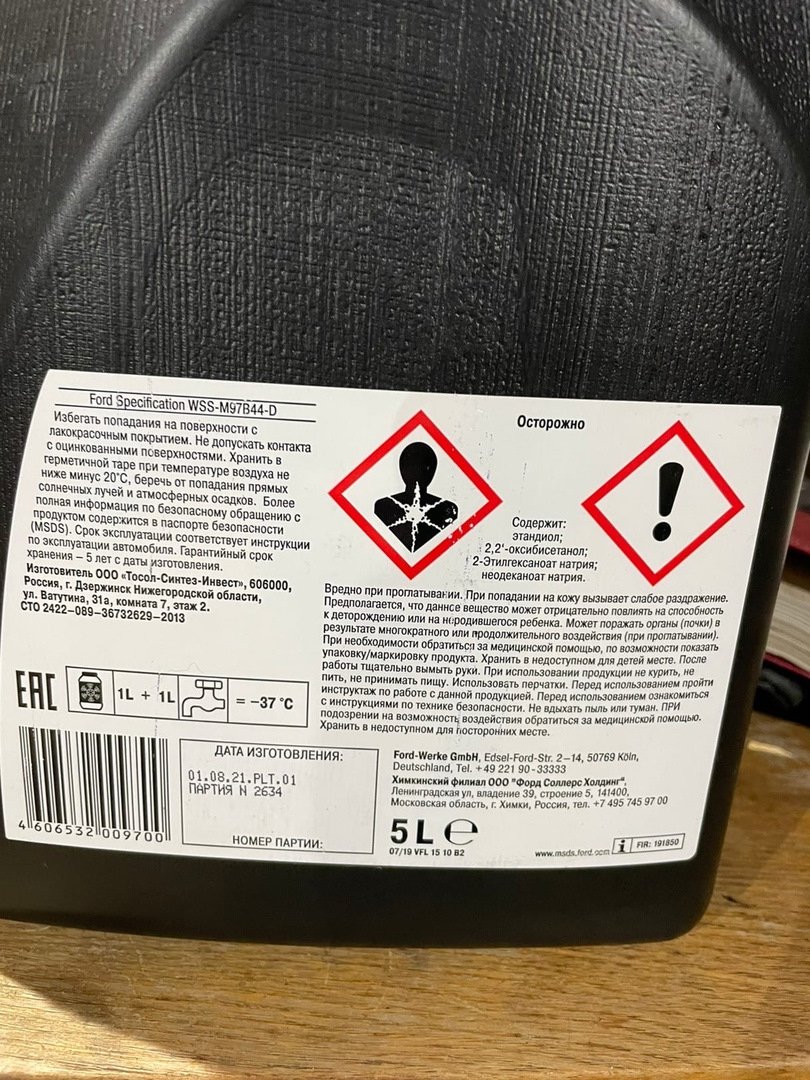 Ford Specification WSS-M97B44-D
Избегать попадания на поверхности с
лакокрасочным покрытием. Не допускать контакта
с оцинкованными поверхностями. Хранить в
герметичной таре при температуре воздуха не
ниже минус 20°C, беречь от попадания прямых
солнечных лучей и атмосферных осадков. Более
полная информация по безопасному обращению с
продуктом содержится в паспорте безопасности
(MSDS). Срок эксплуатации соответствует инструкции
по эксплуатации автомобиля. Гарантийный срок
хранения – 5 лет с даты изготовления.
Изготовитель ООО «Тосол-Синтез-Инвест», 606000,
Россия, г. Дзержинск Нижегородской области,
ул. Ватутина, 31а, комната 7, этаж 2.
СТО 2422–089–36732629–2013
EAC
1L + 1L = –37 °C
4 606532 009700
ДАТА ИЗГОТОВЛЕНИЯ:
01.08.21.PLT.01
ПАРТИЯ N 2634
НОМЕР ПАРТИИ:
Осторожно
Содержит:
этандиол;
2,2'-оксибисетанол;
2-Этилгексаноат натрия;
неодеканоат натрия.
Вредно при проглатывании. При попадании на кожу вызывает слабое раздражение.
Предполагается, что данное вещество может отрицательно повлиять на способность
к деторождению или на неродившегося ребенка. Может поражать органы (почки) в
результате многократного или продолжительного воздействия (при проглатывании).
При необходимости обратиться за медицинской помощью, по возможности показать
упаковку/маркировку продукта. Хранить в недоступном для детей месте. После
работы тщательно вымыть руки. При использовании продукции не курить, не
пить, не принимать пищу. Использовать перчатки. Перед использованием пройти
инструктаж по работе с данной продукцией. Перед использованием ознакомиться
с инструкциями по технике безопасности. Не вдыхать пыль или туман. ПРИ
подозрении на возможность воздействия обратиться за медицинской помощью.
Хранить в недоступном для посторонних месте.
Ford-Werke GmbH, Edsel-Ford-Str. 2–14, 50769 Köln,
Deutschland, Tel. +49 221 90-33333
Химкинский филиал ООО "Форд Соллерс Холдинг",
Ленинградская ул, владение 39, строение 5, 141400,
Московская область, г. Химки, Россия, тел. +7 495 745 97 00
5 L ℮
07/19 VFL 15 10 B2
www.msds.ford.com
i FIR: 191850